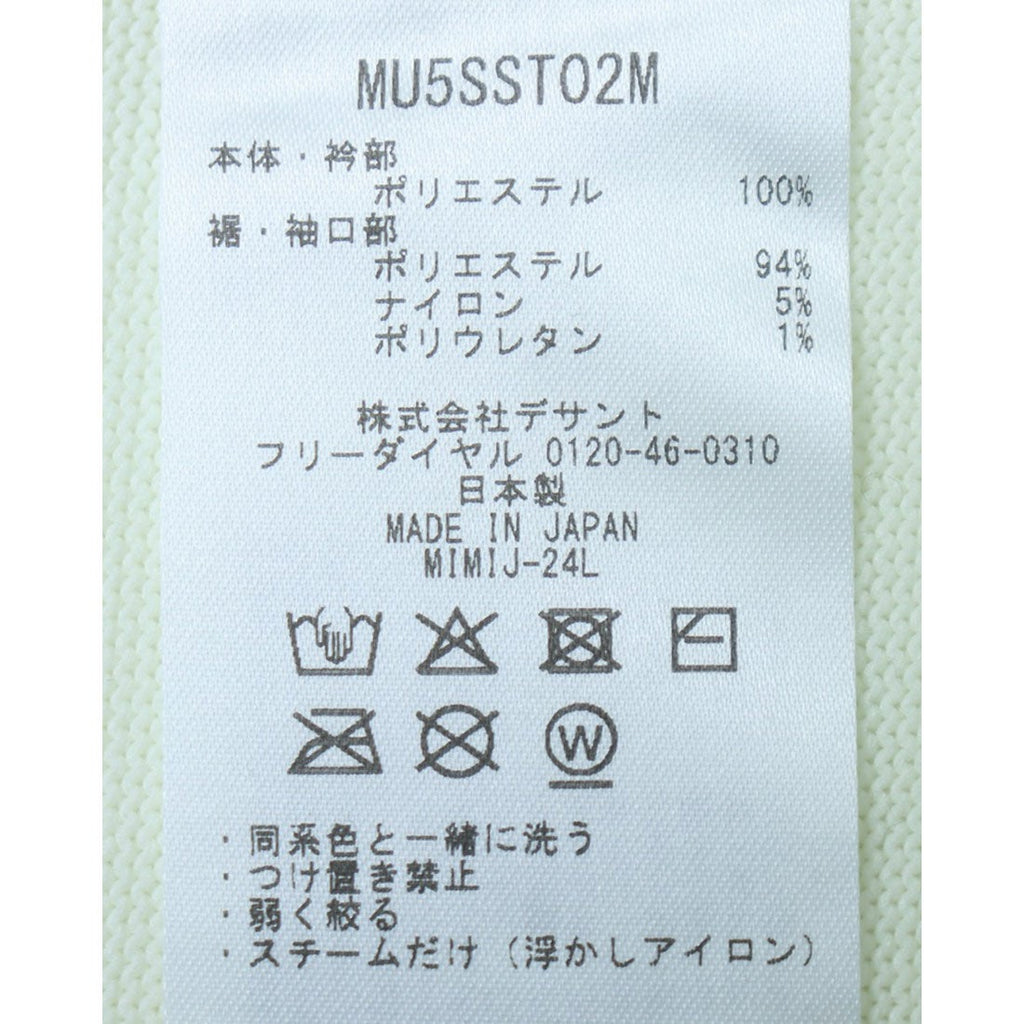 MU5SST02M
本体・衿部
ポリエステル 100%
裾・袖口部
ポリエステル 94%
ナイロン 5%
ポリウレタン 1%
株式会社デサント
フリーダイヤル 0120-46-0310
日本製
MADE IN JAPAN
MIMIJ-24L
W
・同系色と一緒に洗う
・つけ置き禁止
・弱く絞る
・スチームだけ（浮かしアイロン）